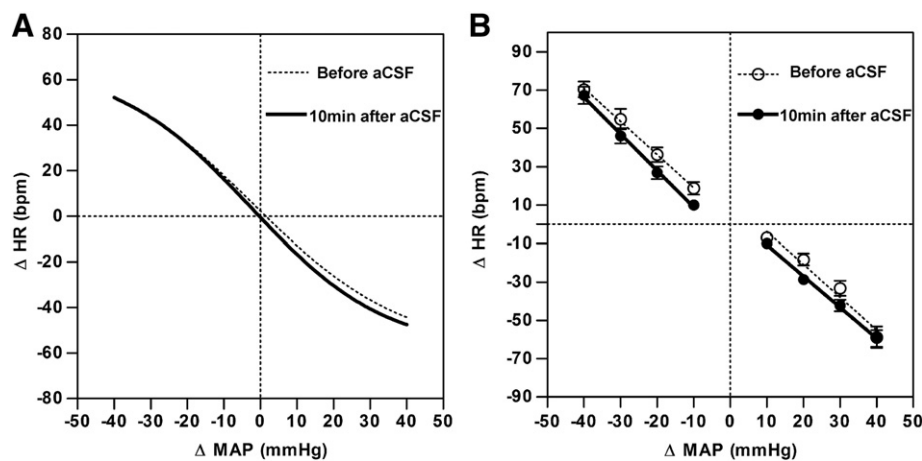 A
80
60
40
20
0
-20
-40
-60
-80
Δ HR (bpm)
Before aCSF
10min after aCSF
-50 -40 -30 -20 -10 0 10 20 30 40 50
Δ MAP (mmHg)
B
90
70
50
30
10
-10
-30
-50
-70
-90
Δ HR (bpm)
Before aCSF
10min after aCSF
-50 -40 -30 -20 -10 0 10 20 30 40 50
Δ MAP (mmHg)